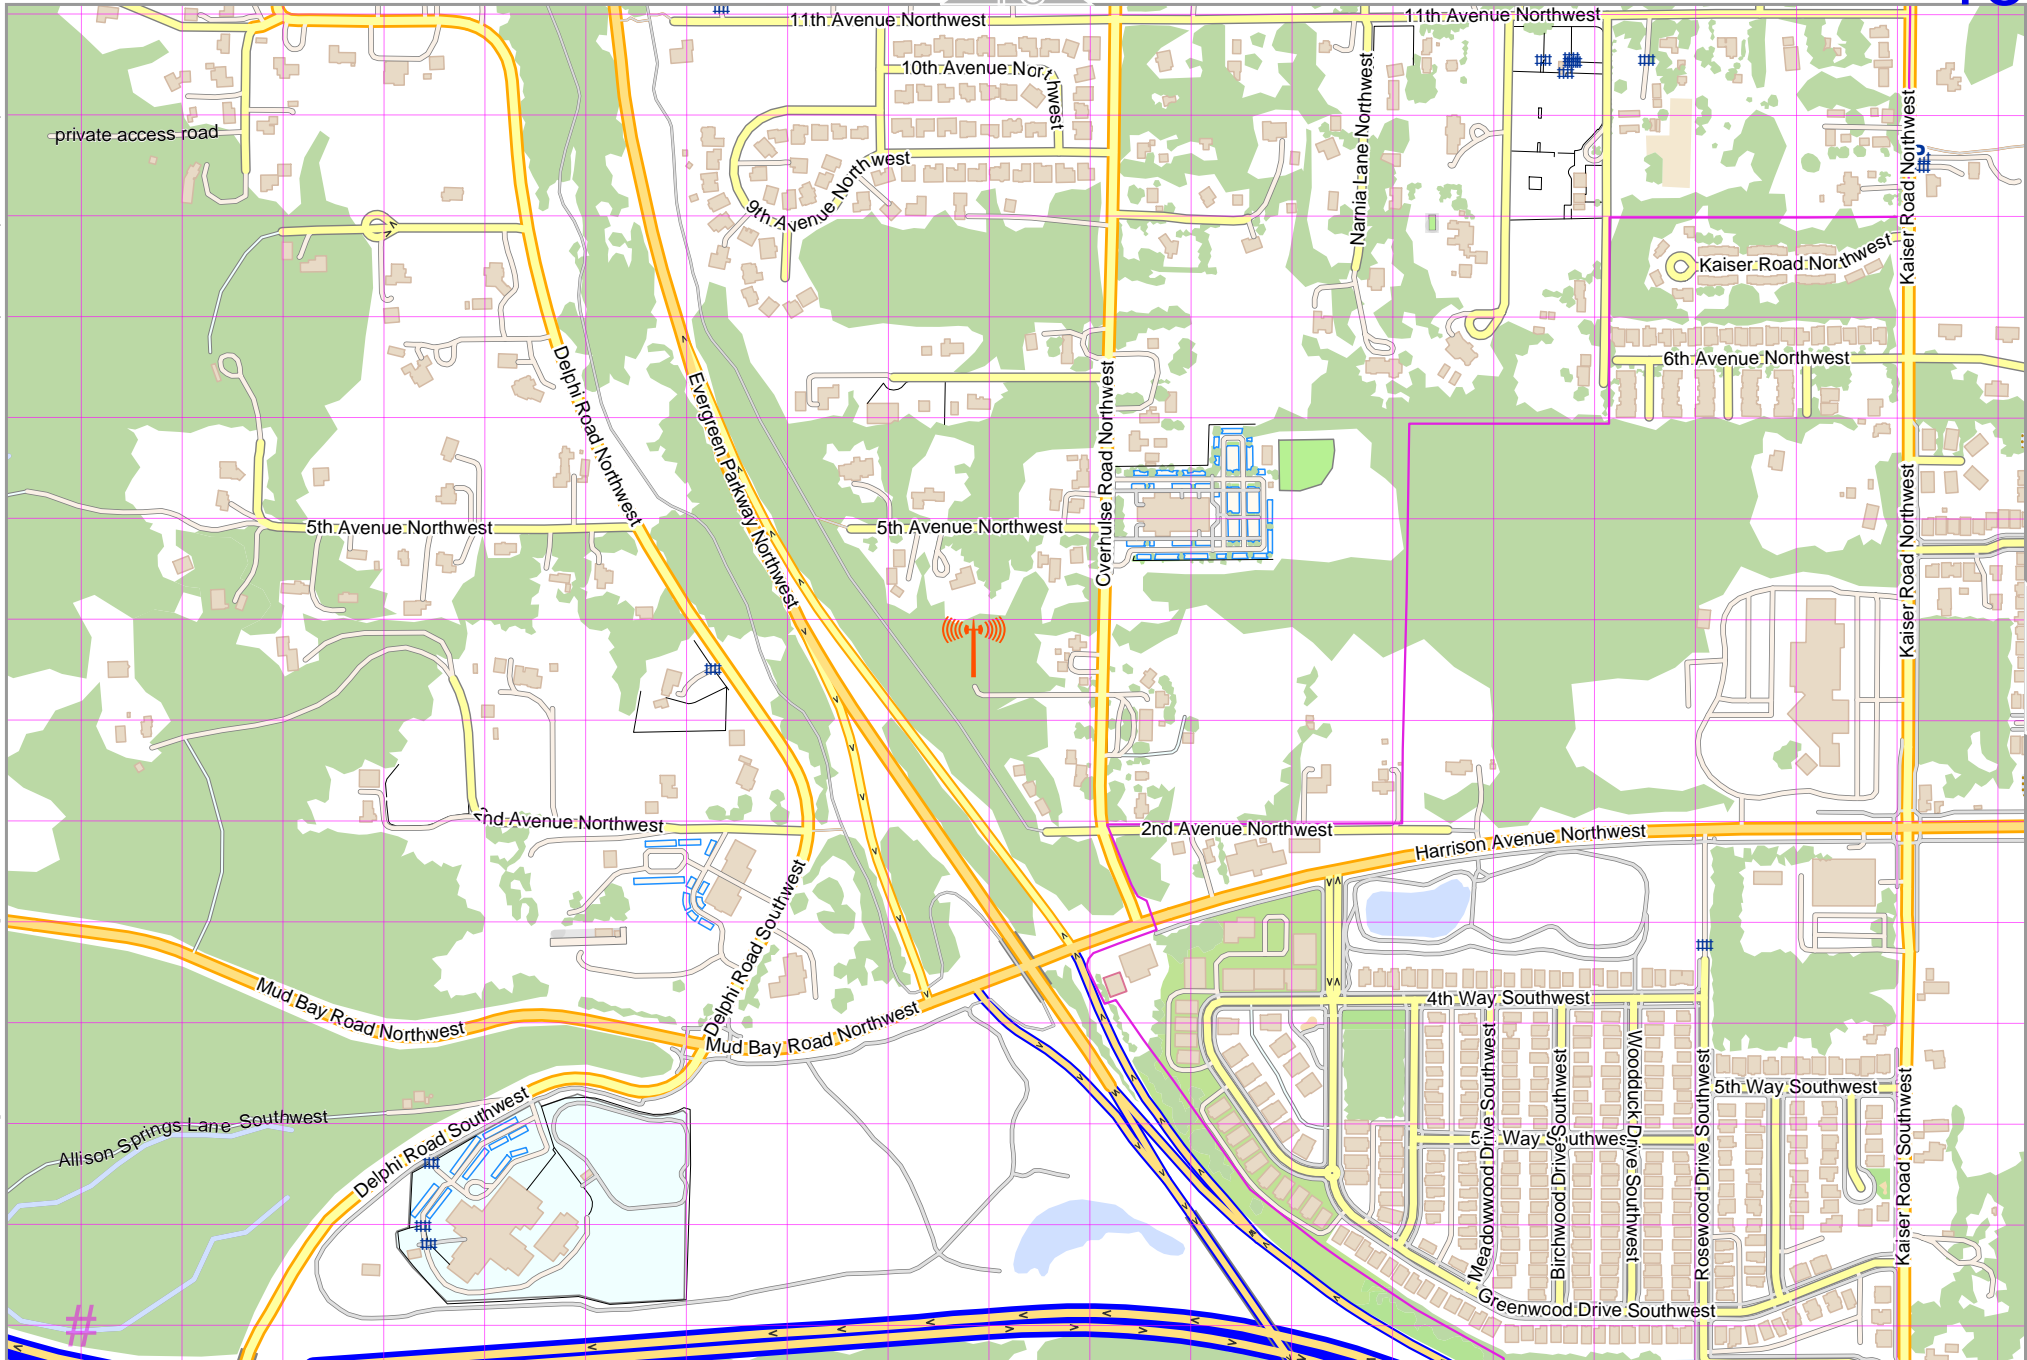 11th Avenue Northwest
11th Avenue Northwest
10th Avenue Northwest
private access road
9th Avenue Northwest
Narnia Lane Northwest
Kaiser Road Northwest
Kaiser Road Northwest
6th Avenue Northwest
Delphi Road Northwest
Evergreen Parkway Northwest
Overhulse Road Northwest
Kaiser Road Northwest
5th Avenue Northwest
5th Avenue Northwest
2nd Avenue Northwest
2nd Avenue Northwest
Harrison Avenue Northwest
Delphi Road Southwest
Mud Bay Road Northwest
Mud Bay Road Northwest
4th Way Southwest
5th Way Southwest
5th Way Southwest
Allison Springs Lane Southwest
Delphi Road Southwest
Meadowwood Drive Southwest
Birchwood Drive Southwest
Woodduck Drive Southwest
Rosewood Drive Southwest
Kaiser Road Southwest
Greenwood Drive Southwest
#